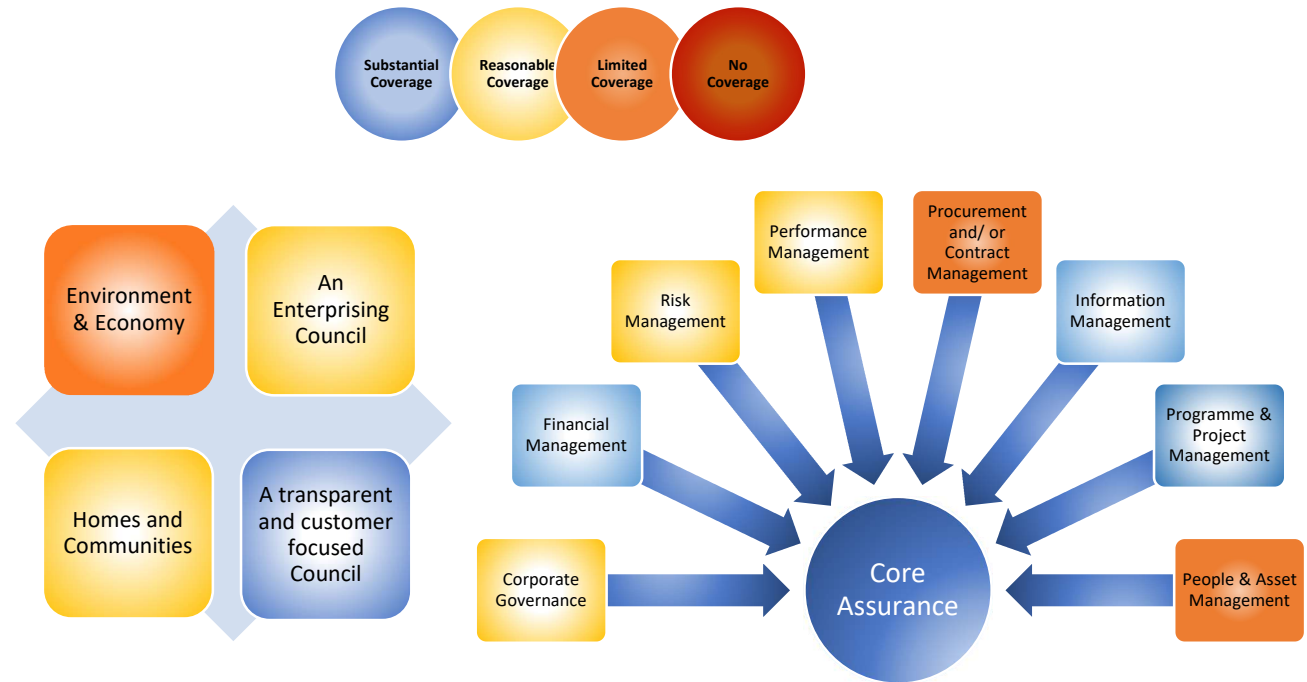 Substantial
Coverage
Reasonable
Coverage
Limited
Coverage
No
Coverage
Environment
& Economy
An
Enterprising
Council
Homes and
Communities
A transparent
and customer
focused
Council
Corporate
Governance
Financial
Management
Risk
Management
Performance
Management
Procurement
and/ or
Contract
Management
Information
Management
Programme &
Project
Management
People & Asset
Management
Core
Assurance